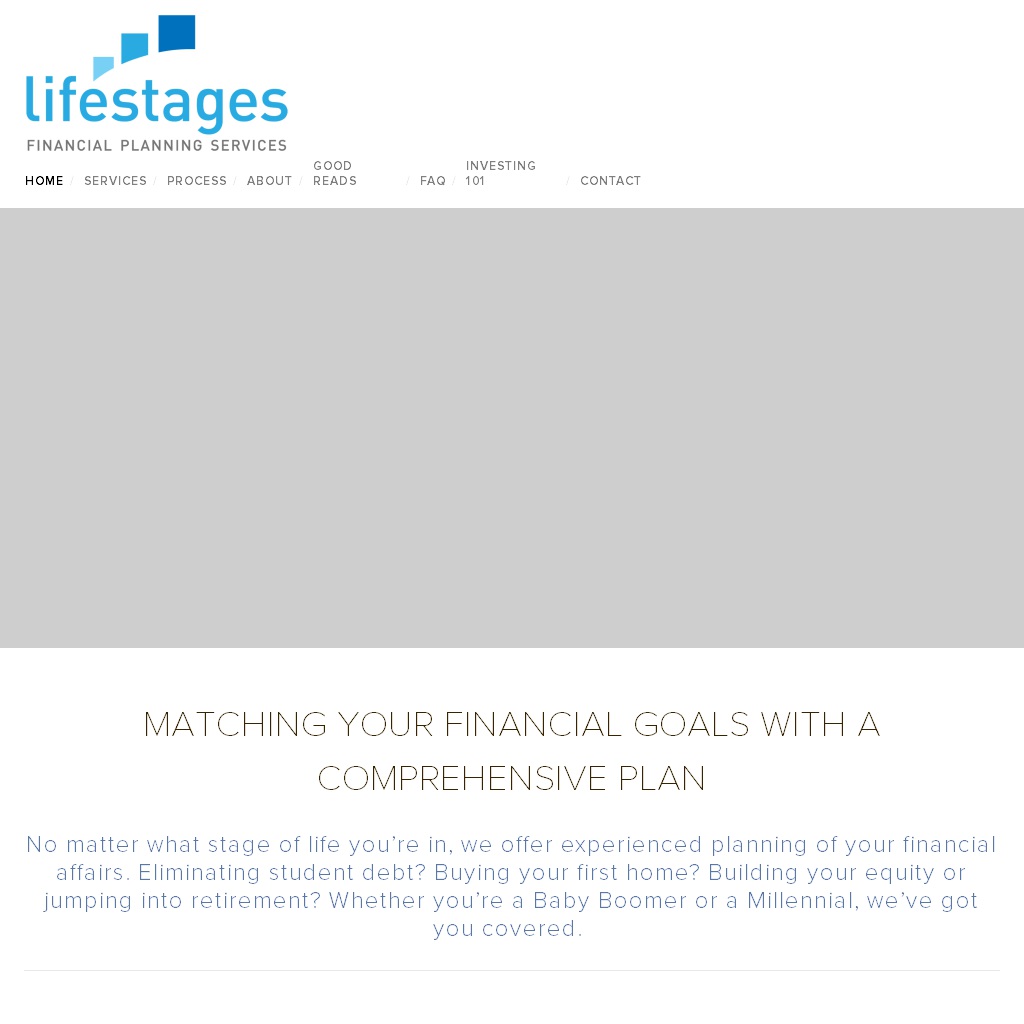 lifestages
FINANCIAL PLANNING SERVICES
HOME / SERVICES / PROCESS / ABOUT / GOOD READS / FAQ / INVESTING 101 / CONTACT
MATCHING YOUR FINANCIAL GOALS WITH A
COMPREHENSIVE PLAN
No matter what stage of life you’re in, we offer experienced planning of your financial
affairs. Eliminating student debt? Buying your first home? Building your equity or
jumping into retirement? Whether you’re a Baby Boomer or a Millennial, we’ve got
you covered.